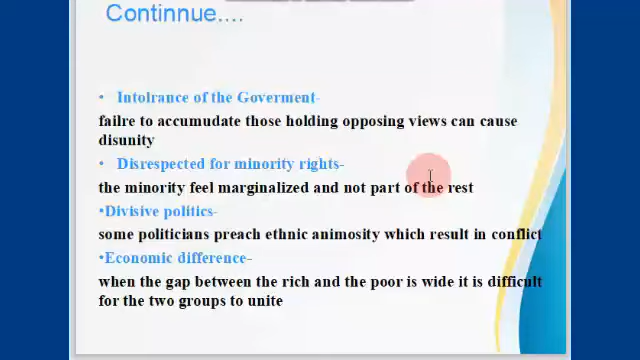 Continnue....
• Intolrance of the Goverment-
failre to accumudate those holding opposing views can cause
disunity
• Disrespected for minority rights-
the minority feel marginalized and not part of the rest
•Divisive politics-
some politicians preach ethnic animosity which result in conflict
•Economic difference-
when the gap between the rich and the poor is wide it is difficult
for the two groups to unite